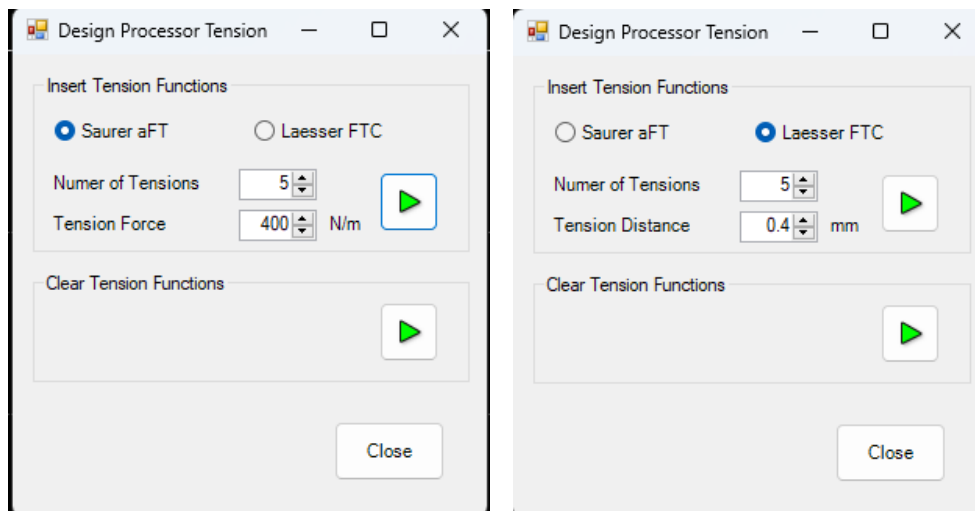 Design Processor Tension
Insert Tension Functions
Saurer aFT Laesser FTC
Numer of Tensions 5
Tension Force 400 N/m
Clear Tension Functions
Close
Design Processor Tension
Insert Tension Functions
Saurer aFT Laesser FTC
Numer of Tensions 5
Tension Distance 0.4 mm
Clear Tension Functions
Close